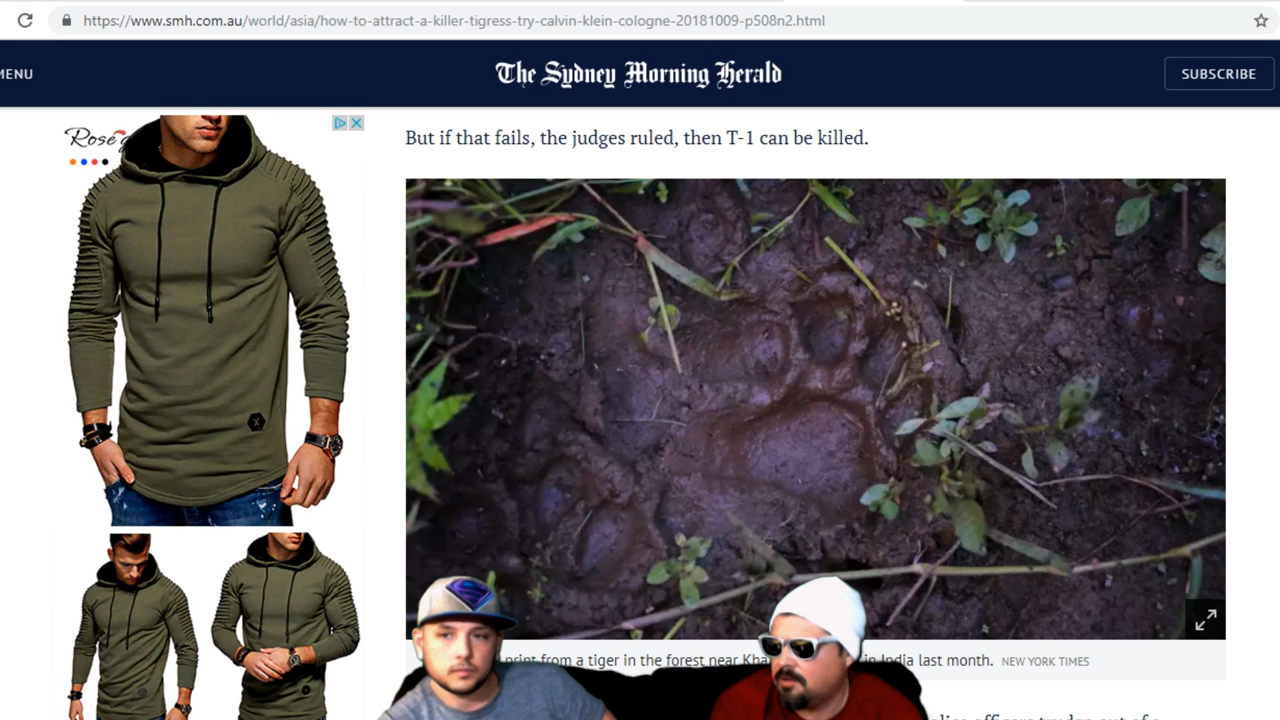 https://www.smh.com.au/world/asia/how-to-attract-a-killer-tigress-try-calvin-klein-cologne-20181009-p508n2.html
MENU
The Sydney Morning Herald
SUBSCRIBE
But if that fails, the judges ruled, then T-1 can be killed.
X
print from a tiger in the forest near in India last month. NEW YORK TIMES